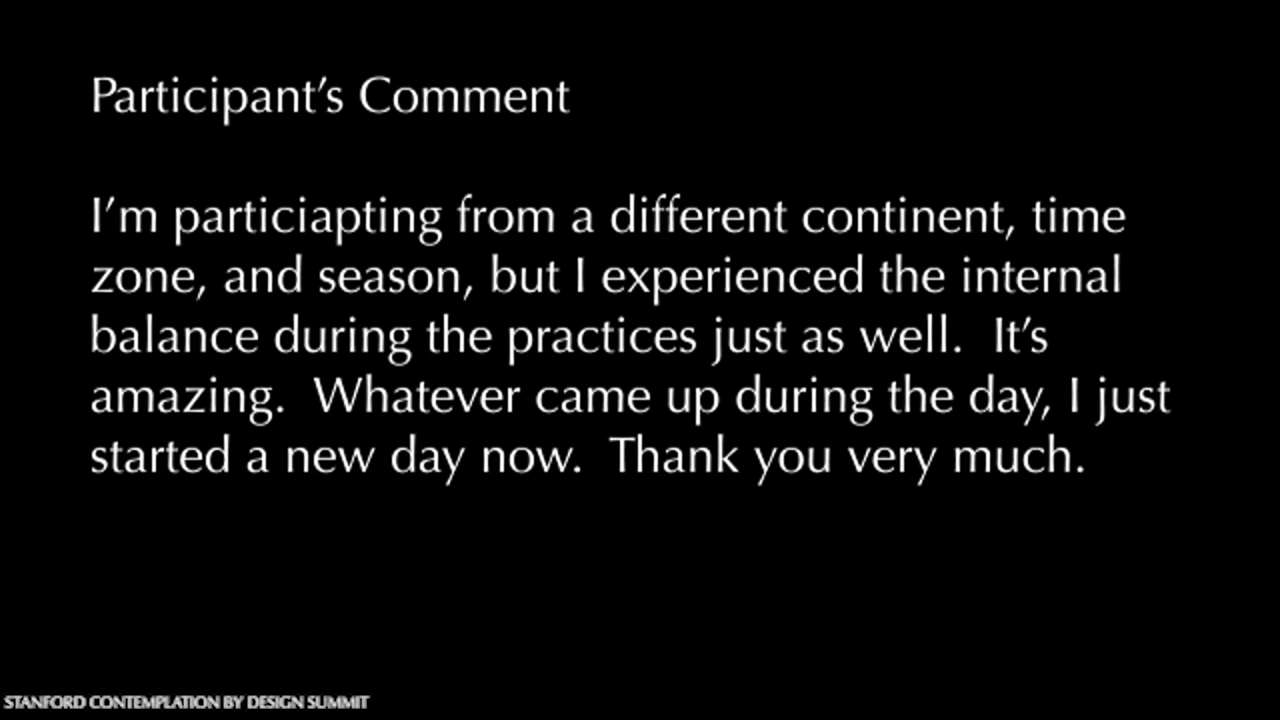 Participant’s Comment
I’m particiapting from a different continent, time
zone, and season, but I experienced the internal
balance during the practices just as well.  It’s
amazing.  Whatever came up during the day, I just
started a new day now.  Thank you very much.
STANFORD CONTEMPLATION BY DESIGN SUMMIT